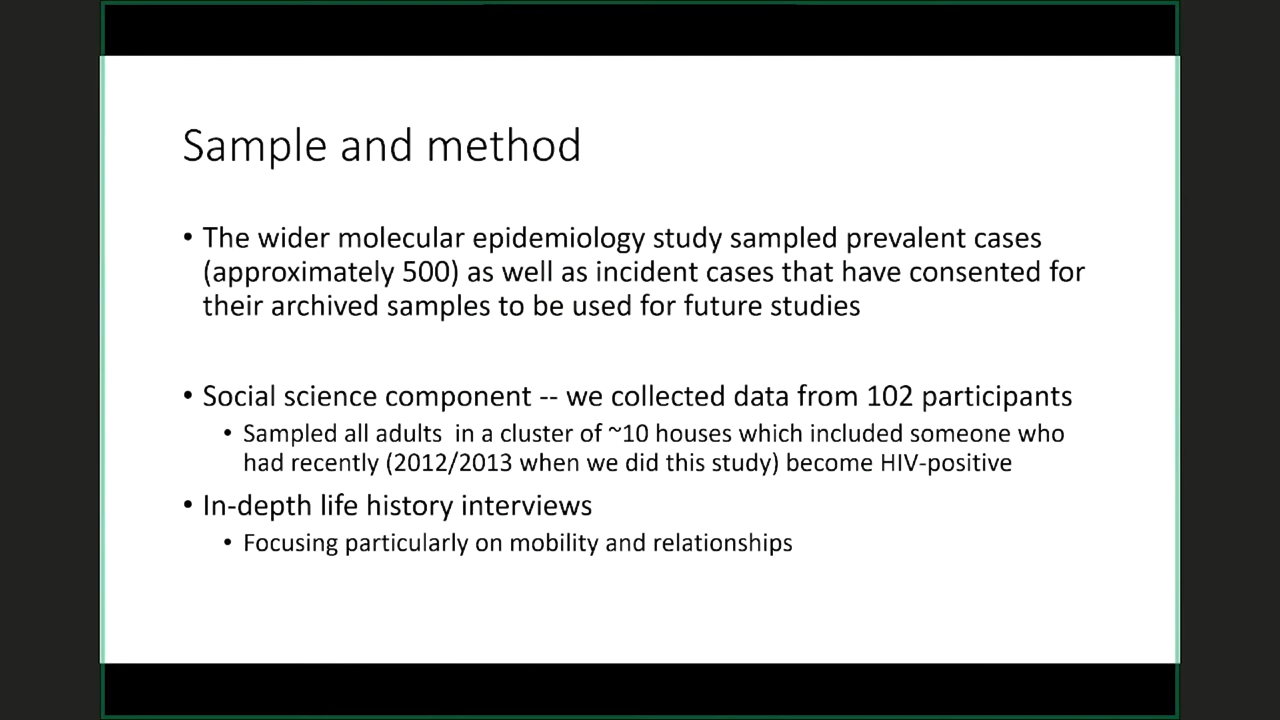 Sample and method
• The wider molecular epidemiology study sampled prevalent cases
(approximately 500) as well as incident cases that have consented for
their archived samples to be used for future studies
• Social science component -- we collected data from 102 participants
• Sampled all adults  in a cluster of ~10 houses which included someone who
had recently (2012/2013 when we did this study) become HIV-positive
• In-depth life history interviews
• Focusing particularly on mobility and relationships